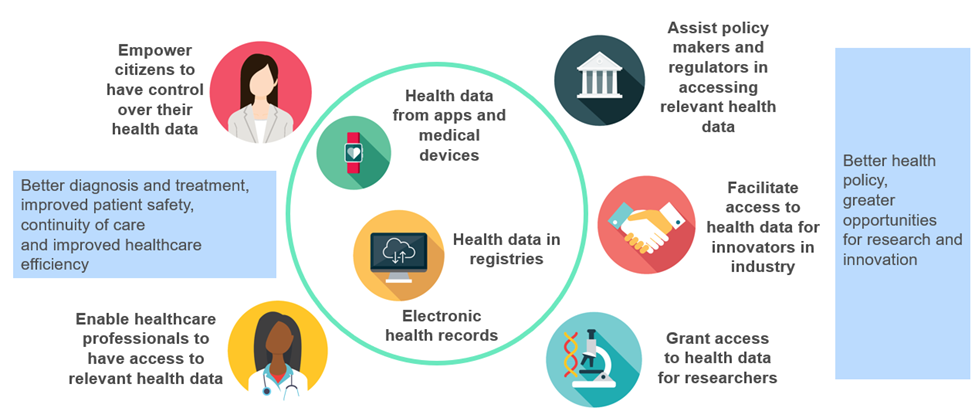 Empower
citizens to
have control
over their
health data
Better diagnosis and treatment,
improved patient safety,
continuity of care
and improved healthcare
efficiency
Enable healthcare
professionals to
have access to
relevant health data
Health data
from apps and
medical
devices
Health data in
registries
Electronic
health records
Assist policy
makers and
regulators in
accessing
relevant health
data
Facilitate
access to
health data for
innovators in
industry
Grant access
to health data
for researchers
Better health
policy,
greater
opportunities
for research and
innovation